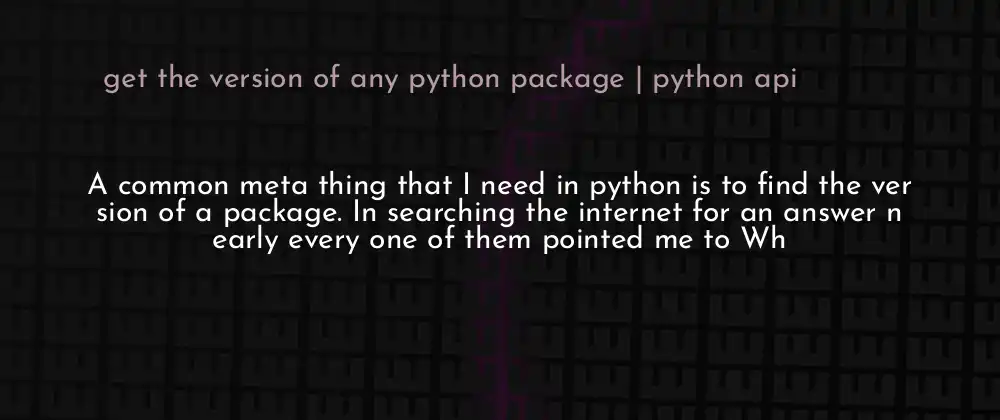 get the version of any python package | python api
A common meta thing that I need in python is to find the ver
sion of a package. In searching the internet for an answer n
early every one of them pointed me to Wh